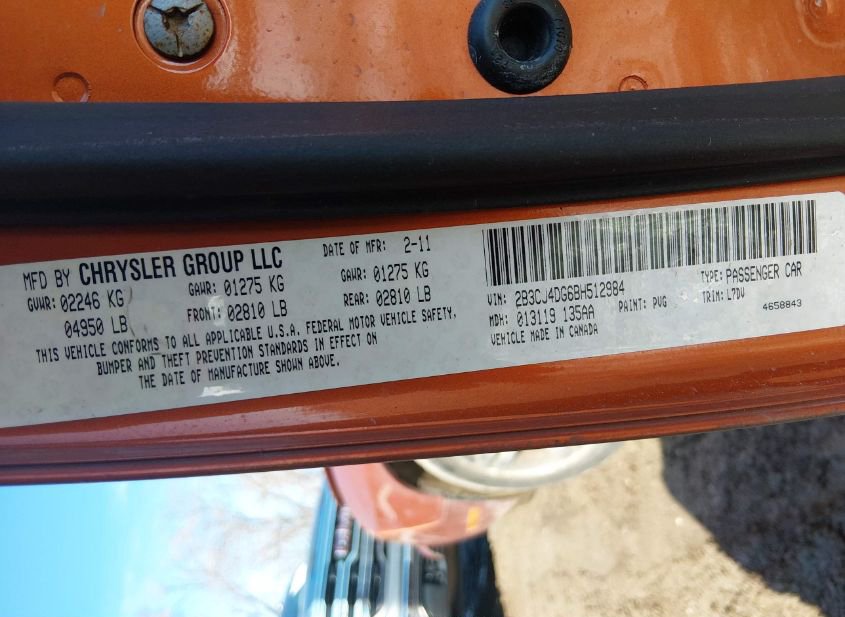 MFD BY CHRYSLER GROUP LLC
DATE OF MFR: 2-11
GVWR: 02246 KG
GAWR: 01275 KG
GAWR: 01275 KG
04950 LB
FRONT: 02810 LB
REAR: 02810 LB
THIS VEHICLE CONFORMS TO ALL APPLICABLE U.S.A. FEDERAL MOTOR VEHICLE SAFETY,
BUMPER AND THEFT PREVENTION STANDARDS IN EFFECT ON
THE DATE OF MANUFACTURE SHOWN ABOVE.
VIN: 2B3CJ4DG6BH512984
TYPE: PASSENGER CAR
MDH: 013119 135AA
PAINT: PVG
TRIM: L7DV
VEHICLE MADE IN CANADA
4658843